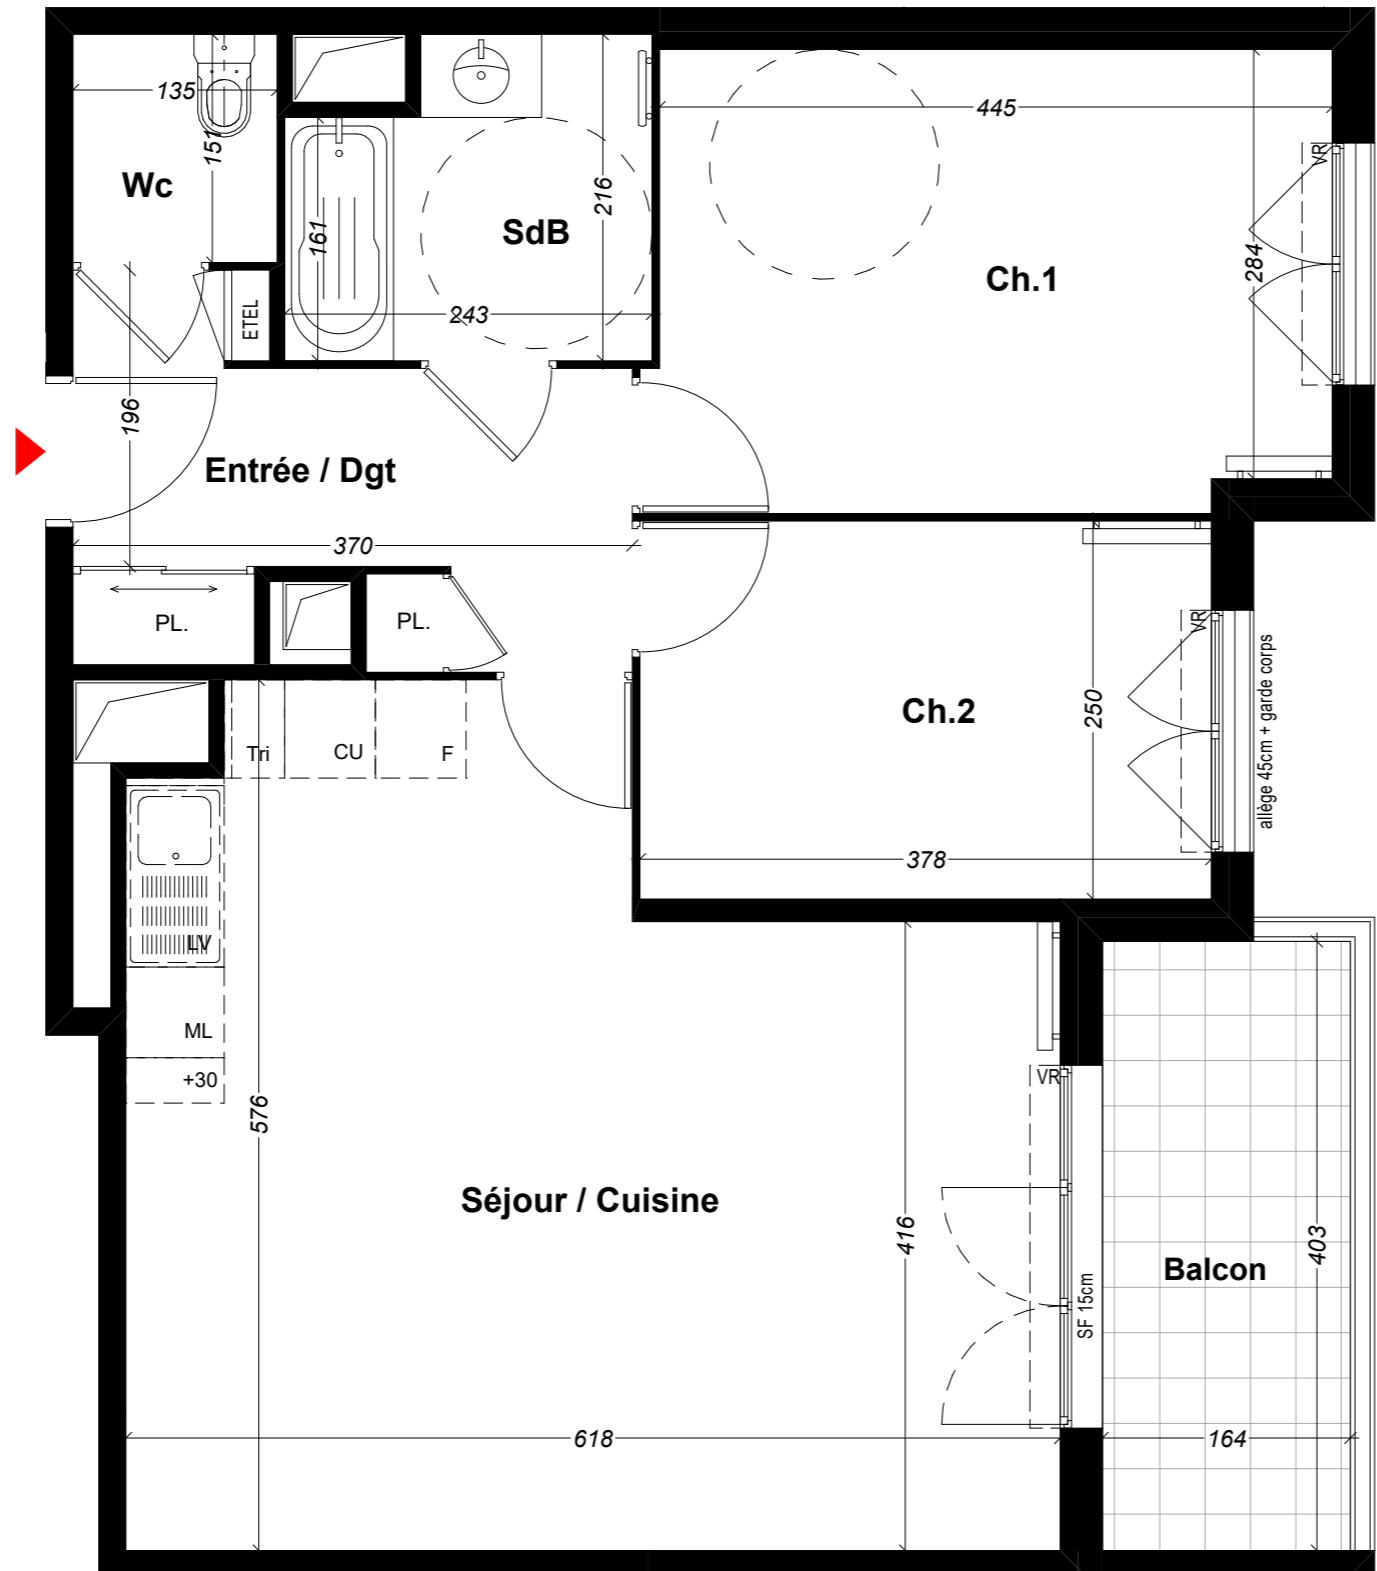 135
151
Wc
161
SdB
216
243
445
Ch.1
284
VR
ETEL
196
Entrée / Dgt
370
PL.
PL.
Ch.2
250
VR
allège 45cm + garde corps
378
Tri
CU
F
LV
ML
+30
576
Séjour / Cuisine
416
VR
SF 15cm
403
Balcon
618
164